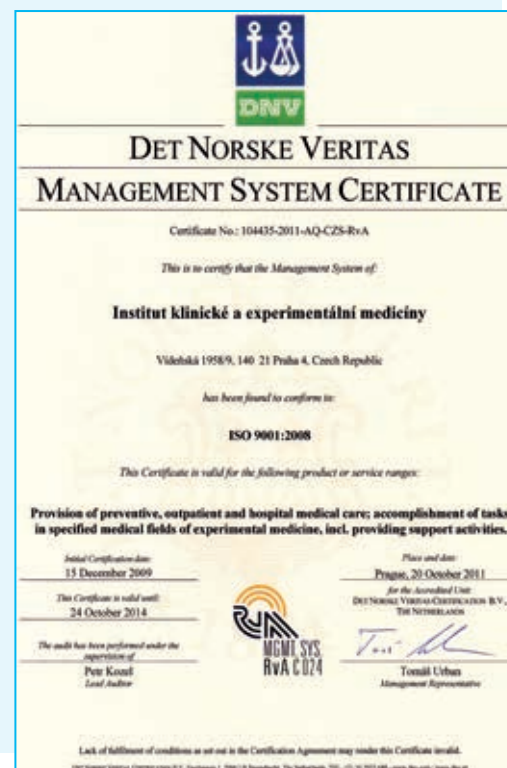 DNV
DET NORSKE VERITAS
MANAGEMENT SYSTEM CERTIFICATE
Certificate No.: 104435-2011-AQ-CZS-RvA
This is to certify that the Management System of:
Institut klinické a experimentální medicíny
Vídeňská 1958/9, 140 21 Praha 4, Czech Republic
has been found to conform to:
ISO 9001:2008
This Certificate is valid for the following product or service ranges:
Provision of preventive, outpatient and hospital medical care; accomplishment of tasks
in specified medical fields of experimental medicine, incl. providing support activities.
Initial Certification date:
15 December 2009
This Certificate is valid until:
24 October 2014
The audit has been performed under the
supervision of
Petr Kozel
Lead Auditor
RvA
MGMT. SYS.
RvA C 024
Place and date:
Prague, 20 October 2011
for the Accredited Unit:
DET NORSKE VERITAS CERTIFICATION B.V.,
THE NETHERLANDS
Tomáš Urban
Management Representative
Lack of fulfilment of conditions as set out in the Certification Agreement may render this Certificate invalid.